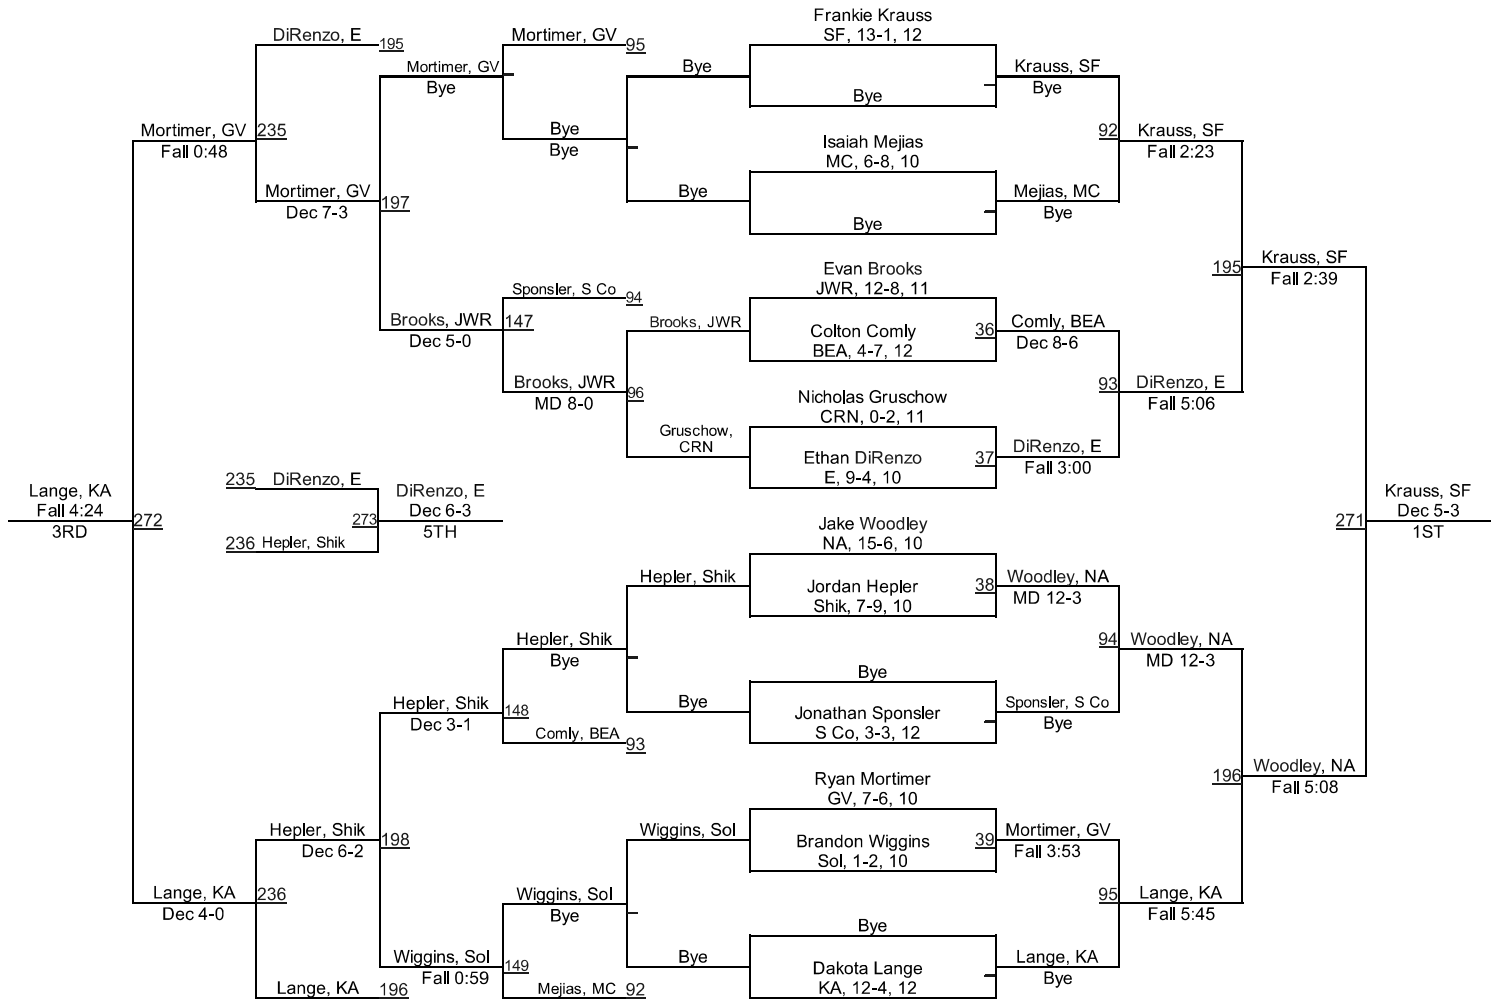 Frankie Krauss
SF, 13-1, 12
DiRenzo, E
195
Mortimer, GV
95
Mortimer, GV
Bye
Bye
Krauss, SF
Bye
Bye
Mortimer, GV
235
Fall 0:48
Bye
Bye
Isaiah Mejias
MC, 6-8, 10
92
Krauss, SF
Fall 2:23
Mortimer, GV
197
Dec 7-3
Bye
Mejias, MC
Bye
Bye
Evan Brooks
JWR, 12-8, 11
195
Krauss, SF
Fall 2:39
Sponsler, S Co
94
Brooks, JWR
147
Dec 5-0
Brooks, JWR
Colton Comly
BEA, 4-7, 12
36
Comly, BEA
Dec 8-6
Brooks, JWR
96
MD 8-0
Nicholas Gruschow
CRN, 0-2, 11
93
DiRenzo, E
Fall 5:06
Gruschow,
CRN
Ethan DiRenzo
E, 9-4, 10
37
DiRenzo, E
Fall 3:00
Lange, KA
Fall 4:24
3RD
272
235
DiRenzo, E
236
Hepler, Shik
273
DiRenzo, E
Dec 6-3
5TH
271
Krauss, SF
Dec 5-3
1ST
Jake Woodley
NA, 15-6, 10
Hepler, Shik
Jordan Hepler
Shik, 7-9, 10
38
Woodley, NA
MD 12-3
Hepler, Shik
Bye
94
Woodley, NA
MD 12-3
Bye
Hepler, Shik
148
Dec 3-1
Bye
Jonathan Sponsler
S Co, 3-3, 12
Sponsler, S Co
Bye
Comly, BEA
93
Ryan Mortimer
GV, 7-6, 10
196
Woodley, NA
Fall 5:08
Hepler, Shik
198
Dec 6-2
Wiggins, Sol
Brandon Wiggins
Sol, 1-2, 10
39
Mortimer, GV
Fall 3:53
Lange, KA
236
Dec 4-0
Wiggins, Sol
Bye
95
Lange, KA
Fall 5:45
Bye
Wiggins, Sol
149
Fall 0:59
Bye
Dakota Lange
KA, 12-4, 12
Lange, KA
Bye
Lange, KA
196
Mejias, MC
92